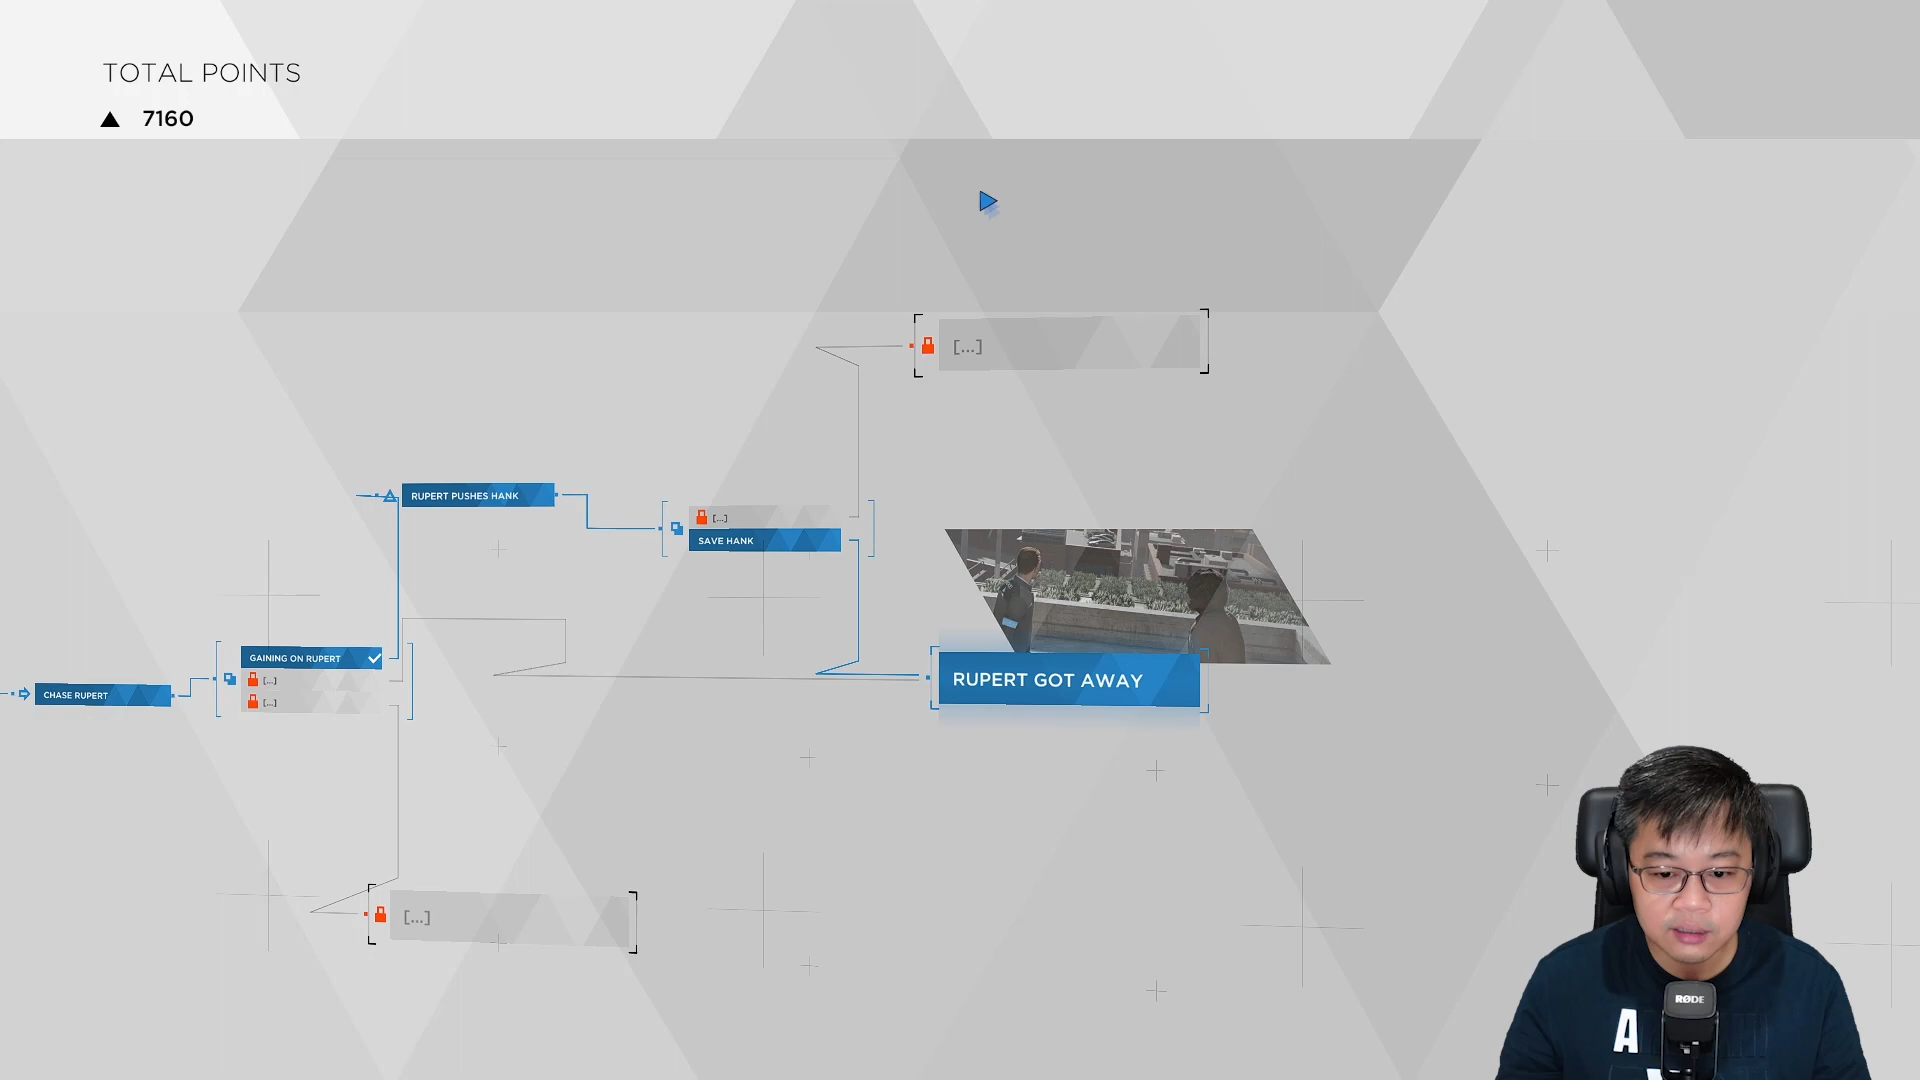 TOTAL POINTS
7160
[...]
RUPERT PUSHES HANK
[...]
SAVE HANK
GAINING ON RUPERT
[...]
[...]
CHASE RUPERT
RUPERT GOT AWAY
[...]
RØDE
A